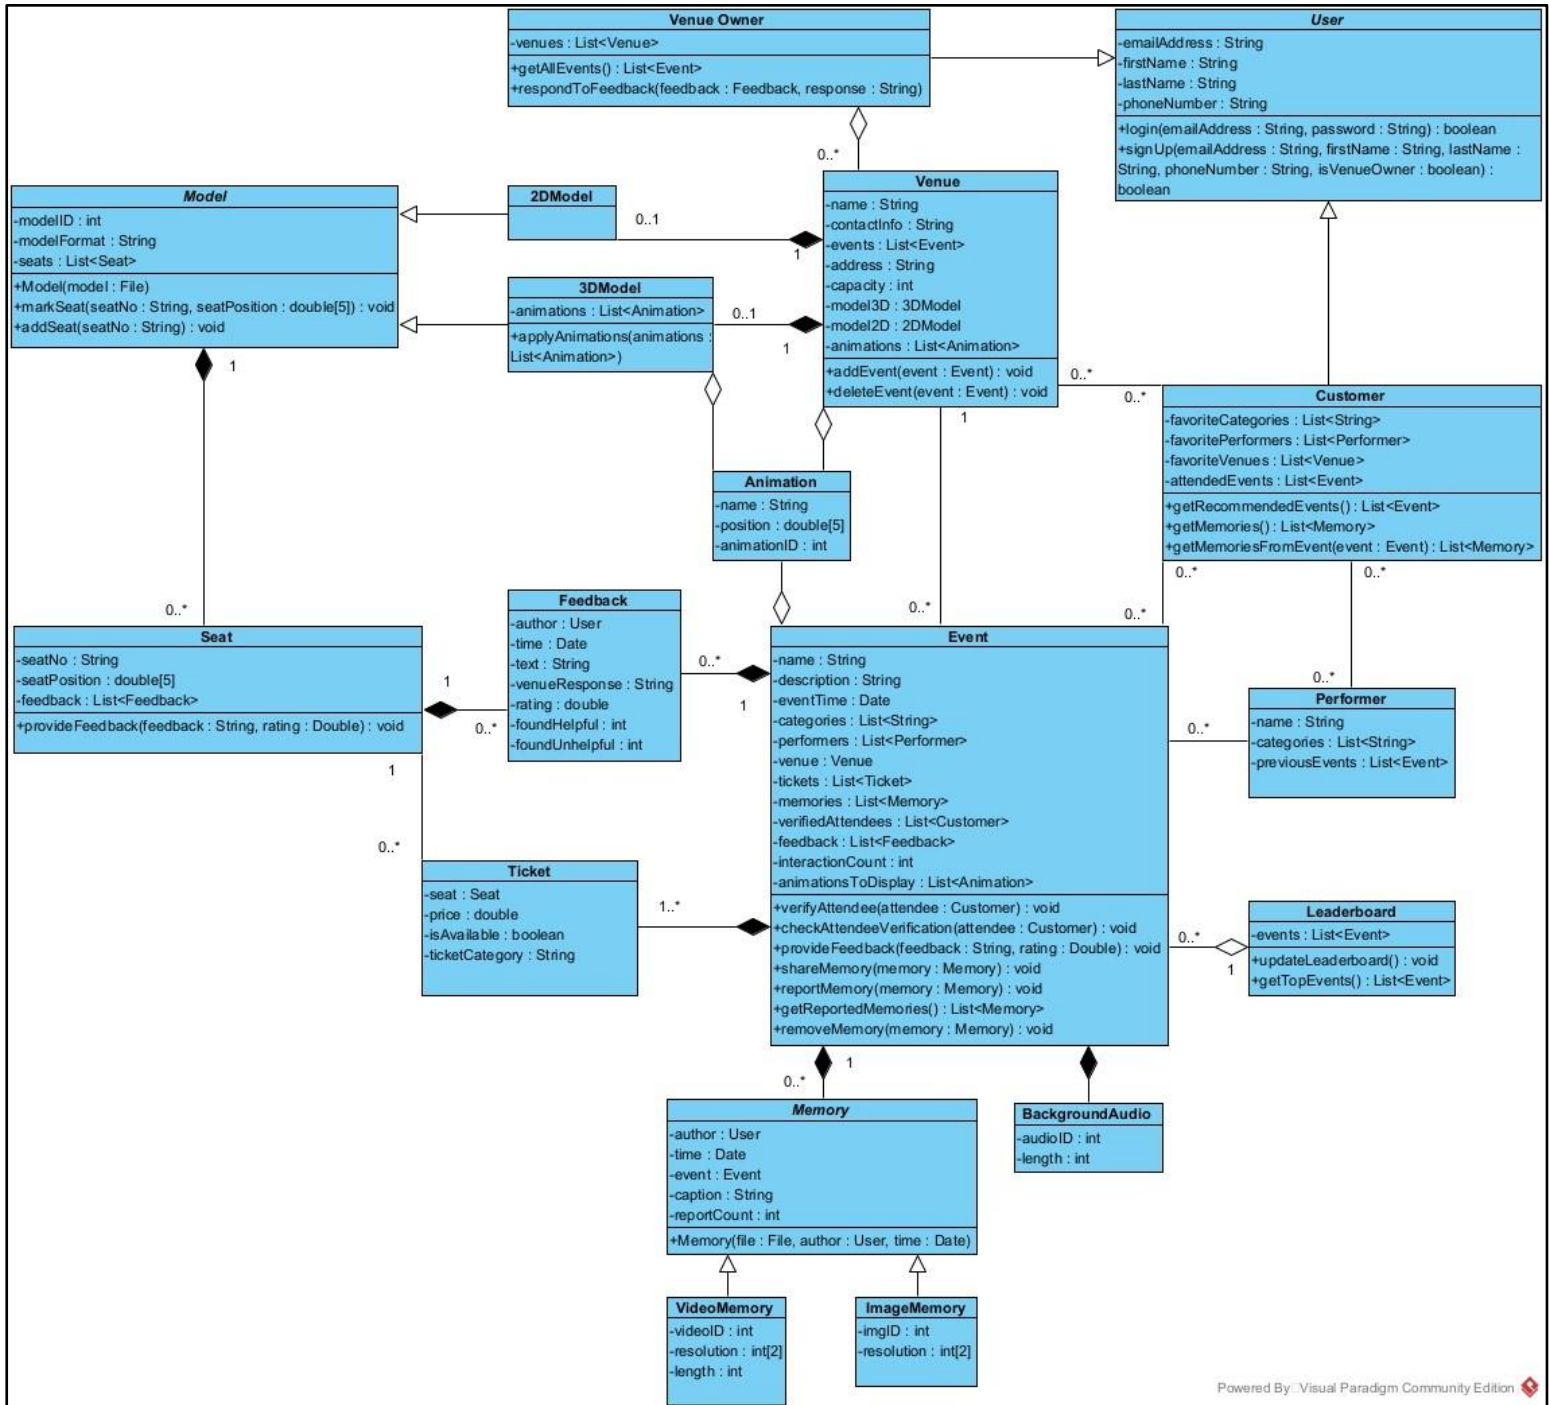 Venue Owner
-venues : List<Venue>
+getAllEvents() : List<Event>
+respondToFeedback(feedback : Feedback, response : String)
User
-emailAddress : String
-firstName : String
-lastName : String
-phoneNumber : String
+login(emailAddress : String, password : String) : boolean
+signUp(emailAddress : String, firstName : String, lastName :
String, phoneNumber : String, isVenueOwner : boolean) :
boolean
0..*
Model
-modelID : int
-modelFormat : String
-seats : List<Seat>
+Model(model : File)
+markSeat(seatNo : String, seatPosition : double[5]) : void
+addSeat(seatNo : String) : void
2DModel
0..1
1
Venue
-name : String
-contactInfo : String
-events : List<Event>
-address : String
-capacity : int
-model3D : 3DModel
-model2D : 2DModel
-animations : List<Animation>
+addEvent(event : Event) : void
+deleteEvent(event : Event) : void
3DModel
-animations : List<Animation>
+applyAnimations(animations :
List<Animation>)
0..1
1
1
0..*
0..*
1
Customer
-favoriteCategories : List<String>
-favoritePerformers : List<Performer>
-favoriteVenues : List<Venue>
-attendedEvents : List<Event>
+getRecommendedEvents() : List<Event>
+getMemories() : List<Memory>
+getMemoriesFromEvent(event : Event) : List<Memory>
Animation
-name : String
-position : double[5]
-animationID : int
0..*
0..*
0..*
0..*
0..*
Seat
-seatNo : String
-seatPosition : double[5]
-feedback : List<Feedback>
+provideFeedback(feedback : String, rating : Double) : void
1
0..*
Feedback
-author : User
-time : Date
-text : String
-venueResponse : String
-rating : double
-foundHelpful : int
-foundUnhelpful : int
0..*
1
Event
-name : String
-description : String
-eventTime : Date
-categories : List<String>
-performers : List<Performer>
-venue : Venue
-tickets : List<Ticket>
-memories : List<Memory>
-verifiedAttendees : List<Customer>
-feedback : List<Feedback>
-interactionCount : int
-animationsToDisplay : List<Animation>
+verifyAttendee(attendee : Customer) : void
+checkAttendeeVerification(attendee : Customer) : void
+provideFeedback(feedback : String, rating : Double) : void
+shareMemory(memory : Memory) : void
+reportMemory(memory : Memory) : void
+getReportedMemories() : List<Memory>
+removeMemory(memory : Memory) : void
0..*
Performer
-name : String
-categories : List<String>
-previousEvents : List<Event>
0..*
1
0..*
Ticket
-seat : Seat
-price : double
-isAvailable : boolean
-ticketCategory : String
1..*
Leaderboard
-events : List<Event>
+updateLeaderboard() : void
+getTopEvents() : List<Event>
0..*
1
1
0..*
Memory
-author : User
-time : Date
-event : Event
-caption : String
-reportCount : int
+Memory(file : File, author : User, time : Date)
BackgroundAudio
-audioID : int
-length : int
VideoMemory
-videoID : int
-resolution : int[2]
-length : int
ImageMemory
-imgID : int
-resolution : int[2]
Powered By Visual Paradigm Community Edition